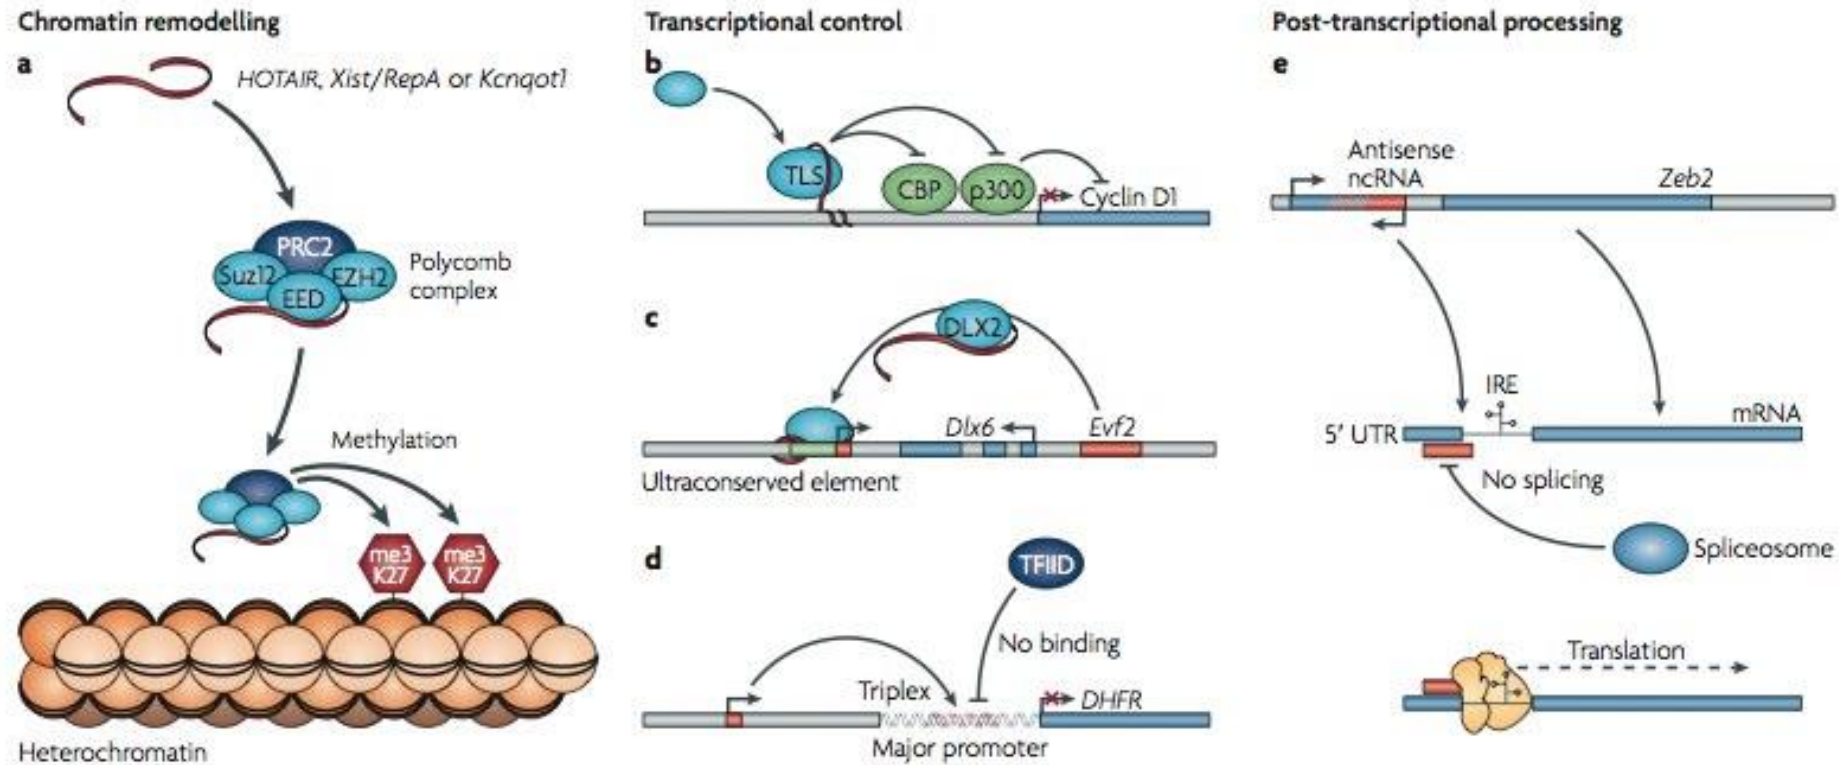 Chromatin remodelling
a
HOTAIR, Xist/RepA or Kcnqot1
PRC2
Suz12
EZH2
EED
Polycomb
complex
Methylation
me3
K27
me3
K27
Heterochromatin
Transcriptional control
b
TLS
CBP
p300
Cyclin D1
c
DLX2
Dlx6
Evf2
Ultraconserved element
d
TFIID
No binding
Triplex
DHFR
Major promoter
Post-transcriptional processing
e
Antisense
ncRNA
Zeb2
IRE
mRNA
5′ UTR
No splicing
Spliceosome
Translation